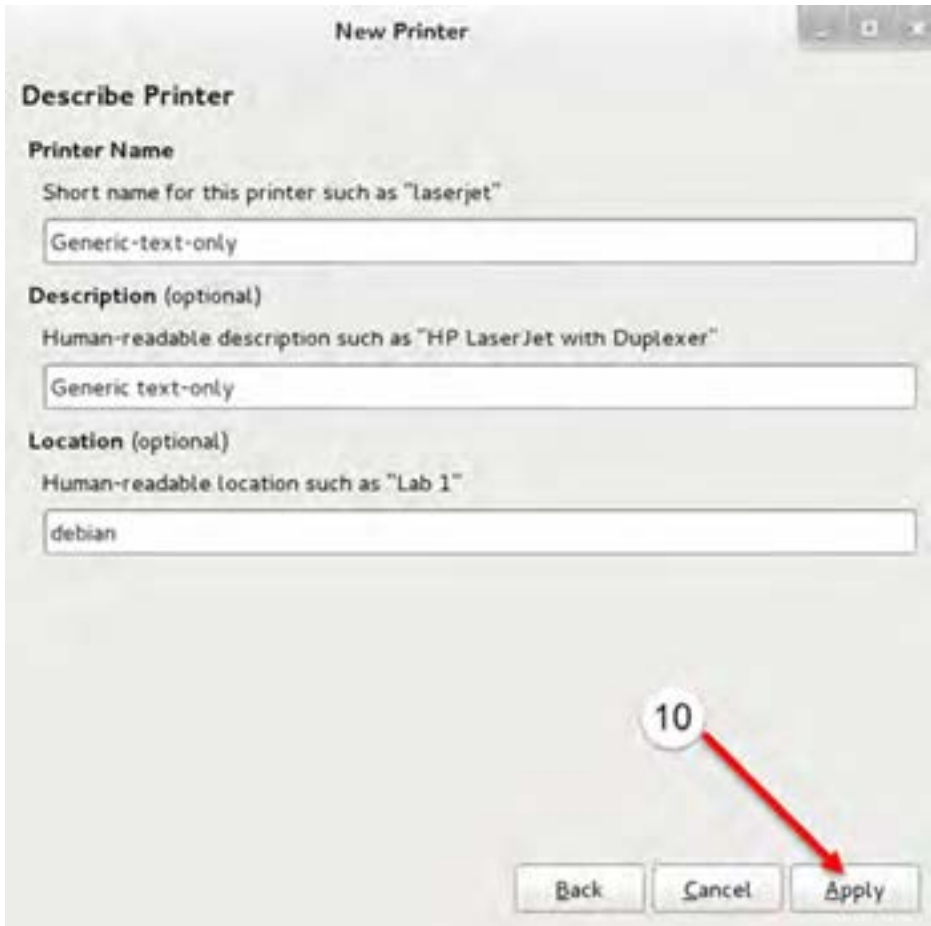 New Printer
Describe Printer
Printer Name
Short name for this printer such as "laserjet"
Generic-text-only
Description (optional)
Human-readable description such as "HP LaserJet with Duplexer"
Generic text-only
Location (optional)
Human-readable location such as "Lab 1"
debian
10
Back
Cancel
Apply